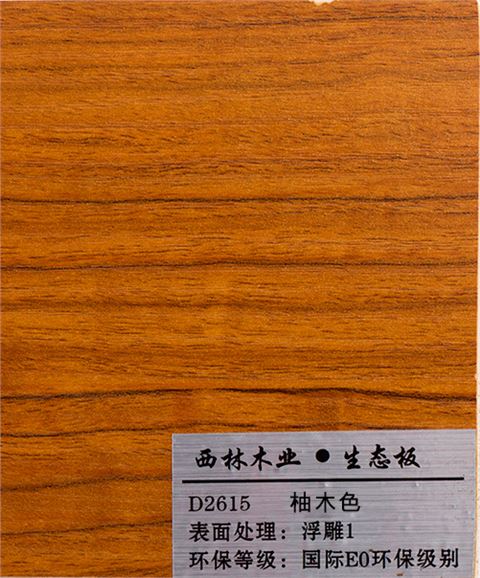 西林木业 ● 生态板
D2615 柚木色
表面处理：浮雕1
环保等级：国际E0环保级别